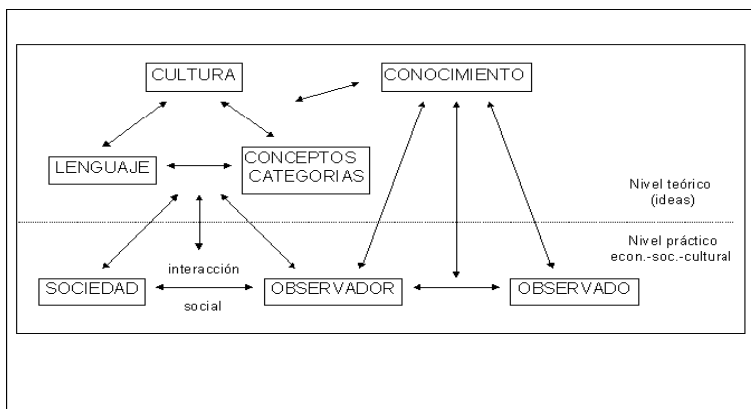 CULTURA
CONOCIMIENTO
LENGUAJE
CONCEPTOS
CATEGORIAS
Nivel teórico
(ideas)
Nivel práctico
econ.-soc.-cultural
interacción
SOCIEDAD
OBSERVADOR
OBSERVADO
social